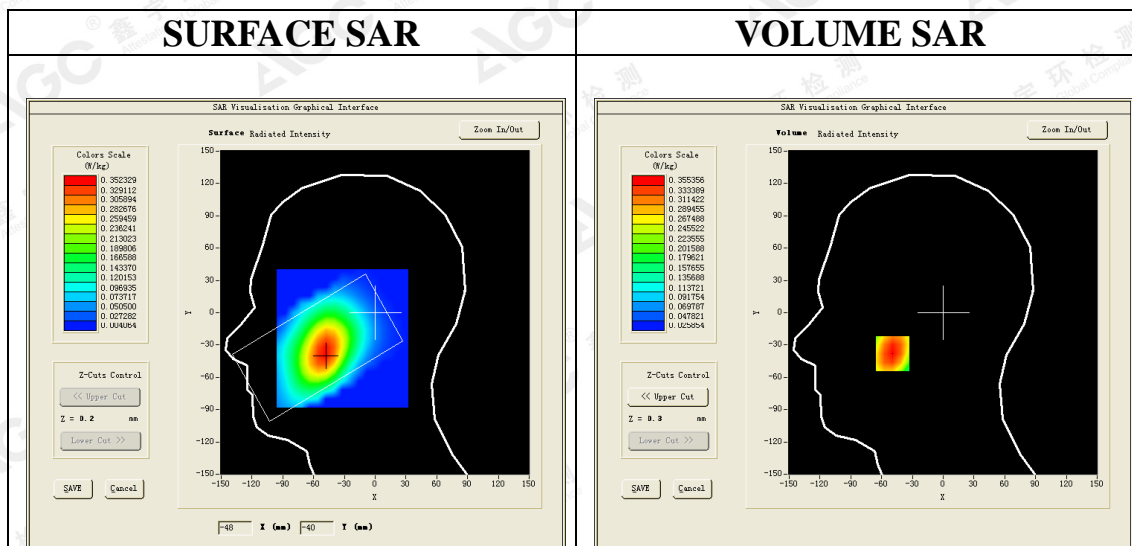 SURFACE SAR
VOLUME SAR
SAR Visualisation Graphical Interface
Surface Radiated Intensity
Zoom In/Out
Colors Scale
(W/kg)
0.352329
0.329112
0.305894
0.282676
0.259459
0.236241
0.213023
0.189806
0.166588
0.143370
0.120153
0.096935
0.073717
0.050500
0.027282
0.004064
Z-Cuts Control
<< Upper Cut
Z = 0.2 mm
Lower Cut >>
SAVE Cancel
150
120
90
60
30
0
-30
-60
-90
-120
-150
Y
-150 -120 -90 -60 -30 0 30 60 90 120 150
X
-48 X (mm) -40 Y (mm)
SAR Visualisation Graphical Interface
Volume Radiated Intensity
Zoom In/Out
Colors Scale
(W/kg)
0.355356
0.333389
0.311422
0.289455
0.267488
0.245522
0.223555
0.201588
0.179621
0.157655
0.135688
0.113721
0.091754
0.069787
0.047821
0.025854
Z-Cuts Control
<< Upper Cut
Z = 0.3 mm
Lower Cut >>
SAVE Cancel
150
120
90
60
30
0
-30
-60
-90
-120
-150
Y
-150 -120 -90 -60 -30 0 30 60 90 120 150
X